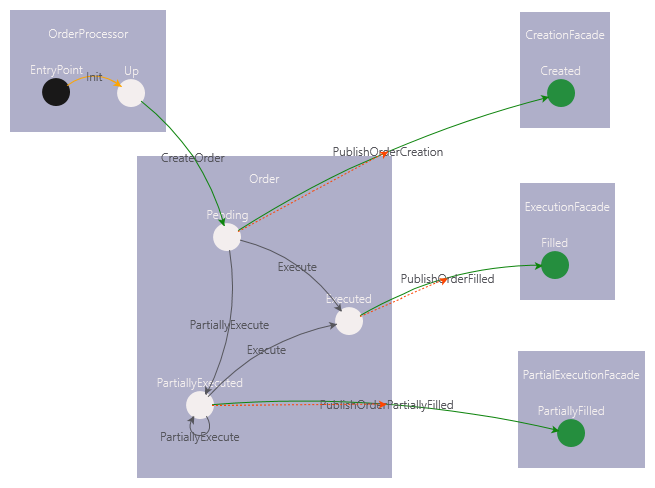 OrderProcessor
EntryPoint
Init
Up
CreateOrder
CreationFacade
Created
PublishOrderCreation
Order
Pending
Execute
ExecutionFacade
Filled
PublishOrderFilled
Executed
PartiallyExecute
Execute
PartialExecutionFacade
PartiallyExecuted
PublishOrderPartiallyFilled
PartiallyFilled
PartiallyExecute